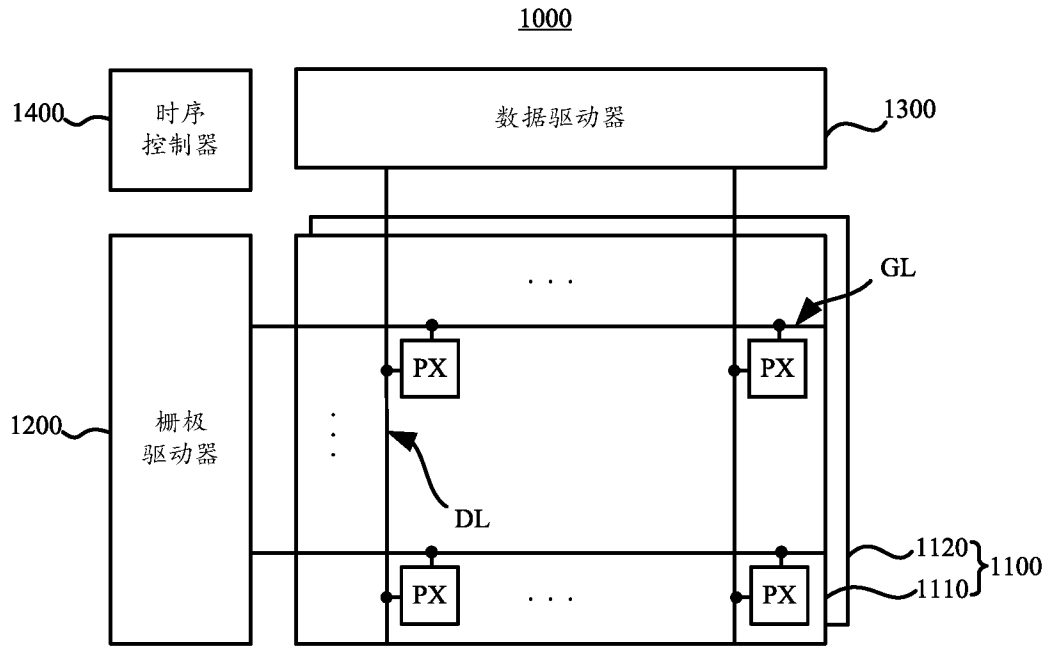 1000
1400
时序
控制器
数据驱动器
1300
GL
PX
PX
1200
栅极
驱动器
DL
1120
1100
1110
PX
PX